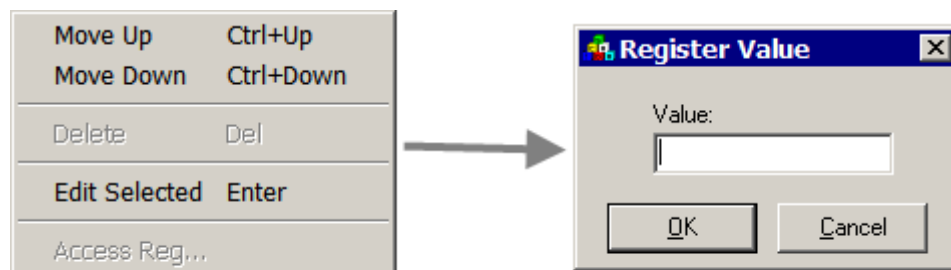 Move Up Ctrl+Up
Move Down Ctrl+Down
Delete Del
Edit Selected Enter
Access Reg...
Register Value
Value:
OK Cancel